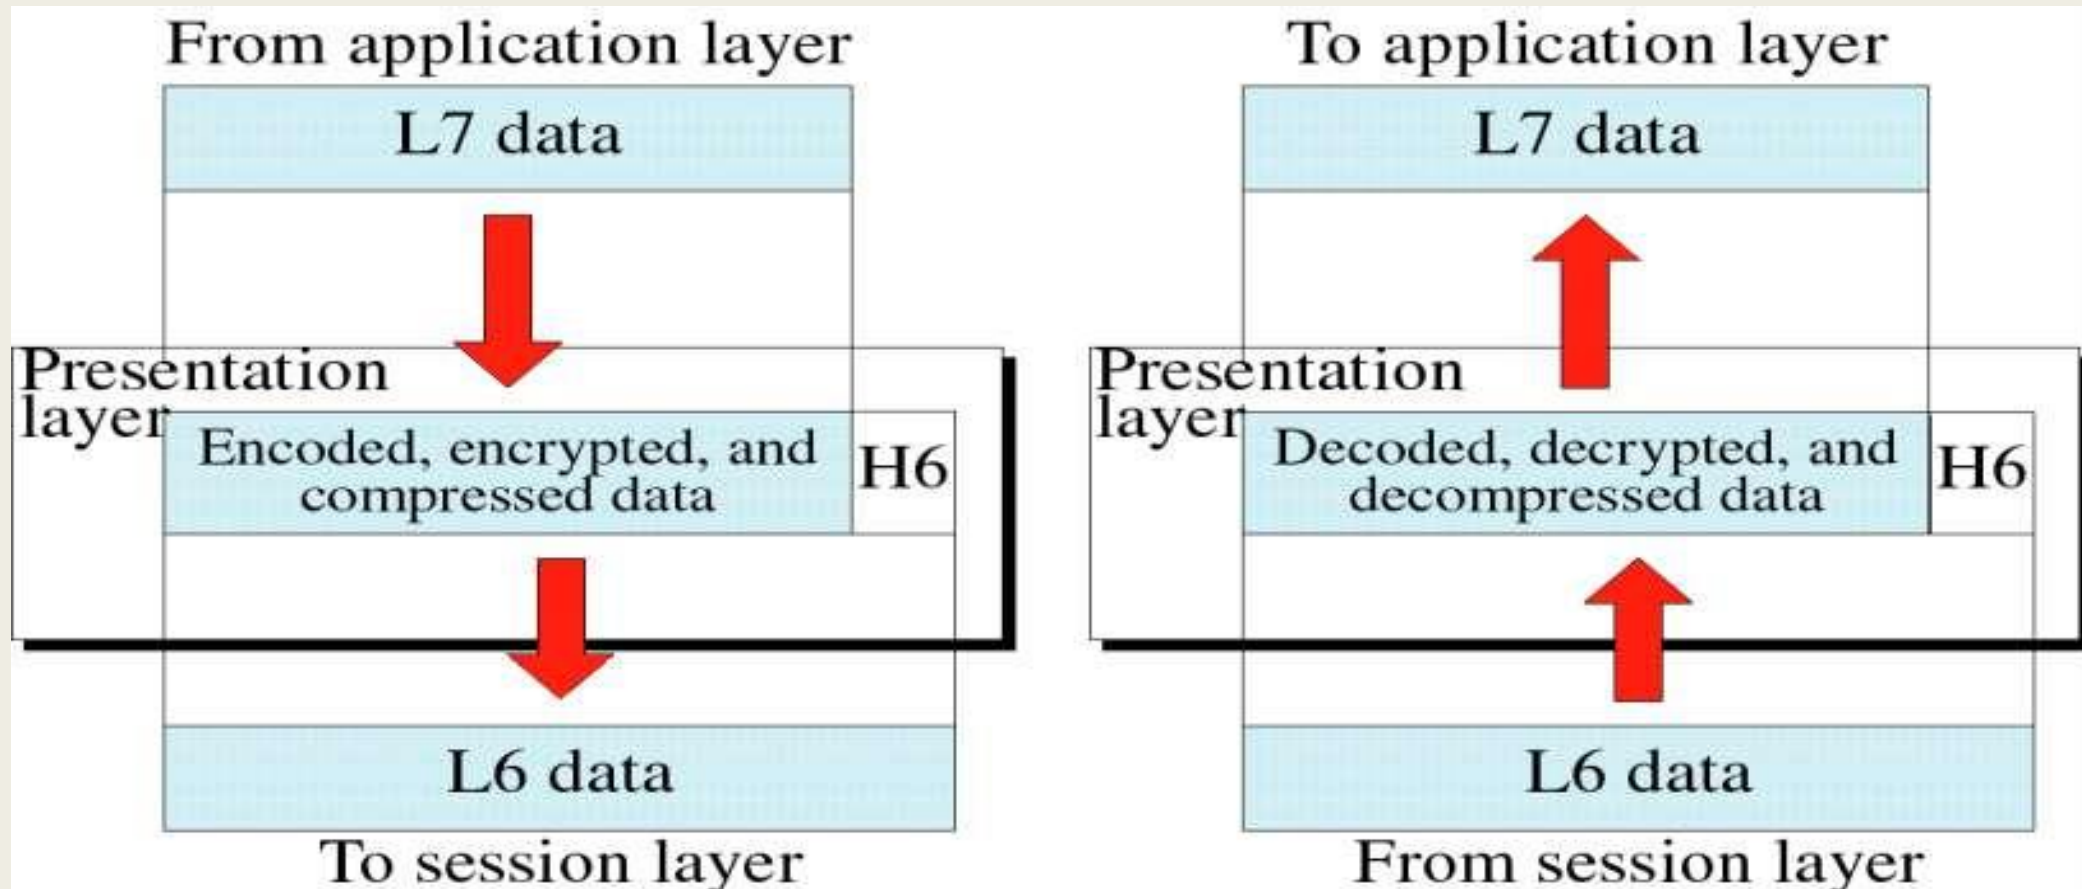 From application layer
L7 data
Presentation
layer
Encoded, encrypted, and
compressed data
H6
L6 data
To session layer
To application layer
L7 data
Presentation
layer
Decoded, decrypted, and
decompressed data
H6
L6 data
From session layer